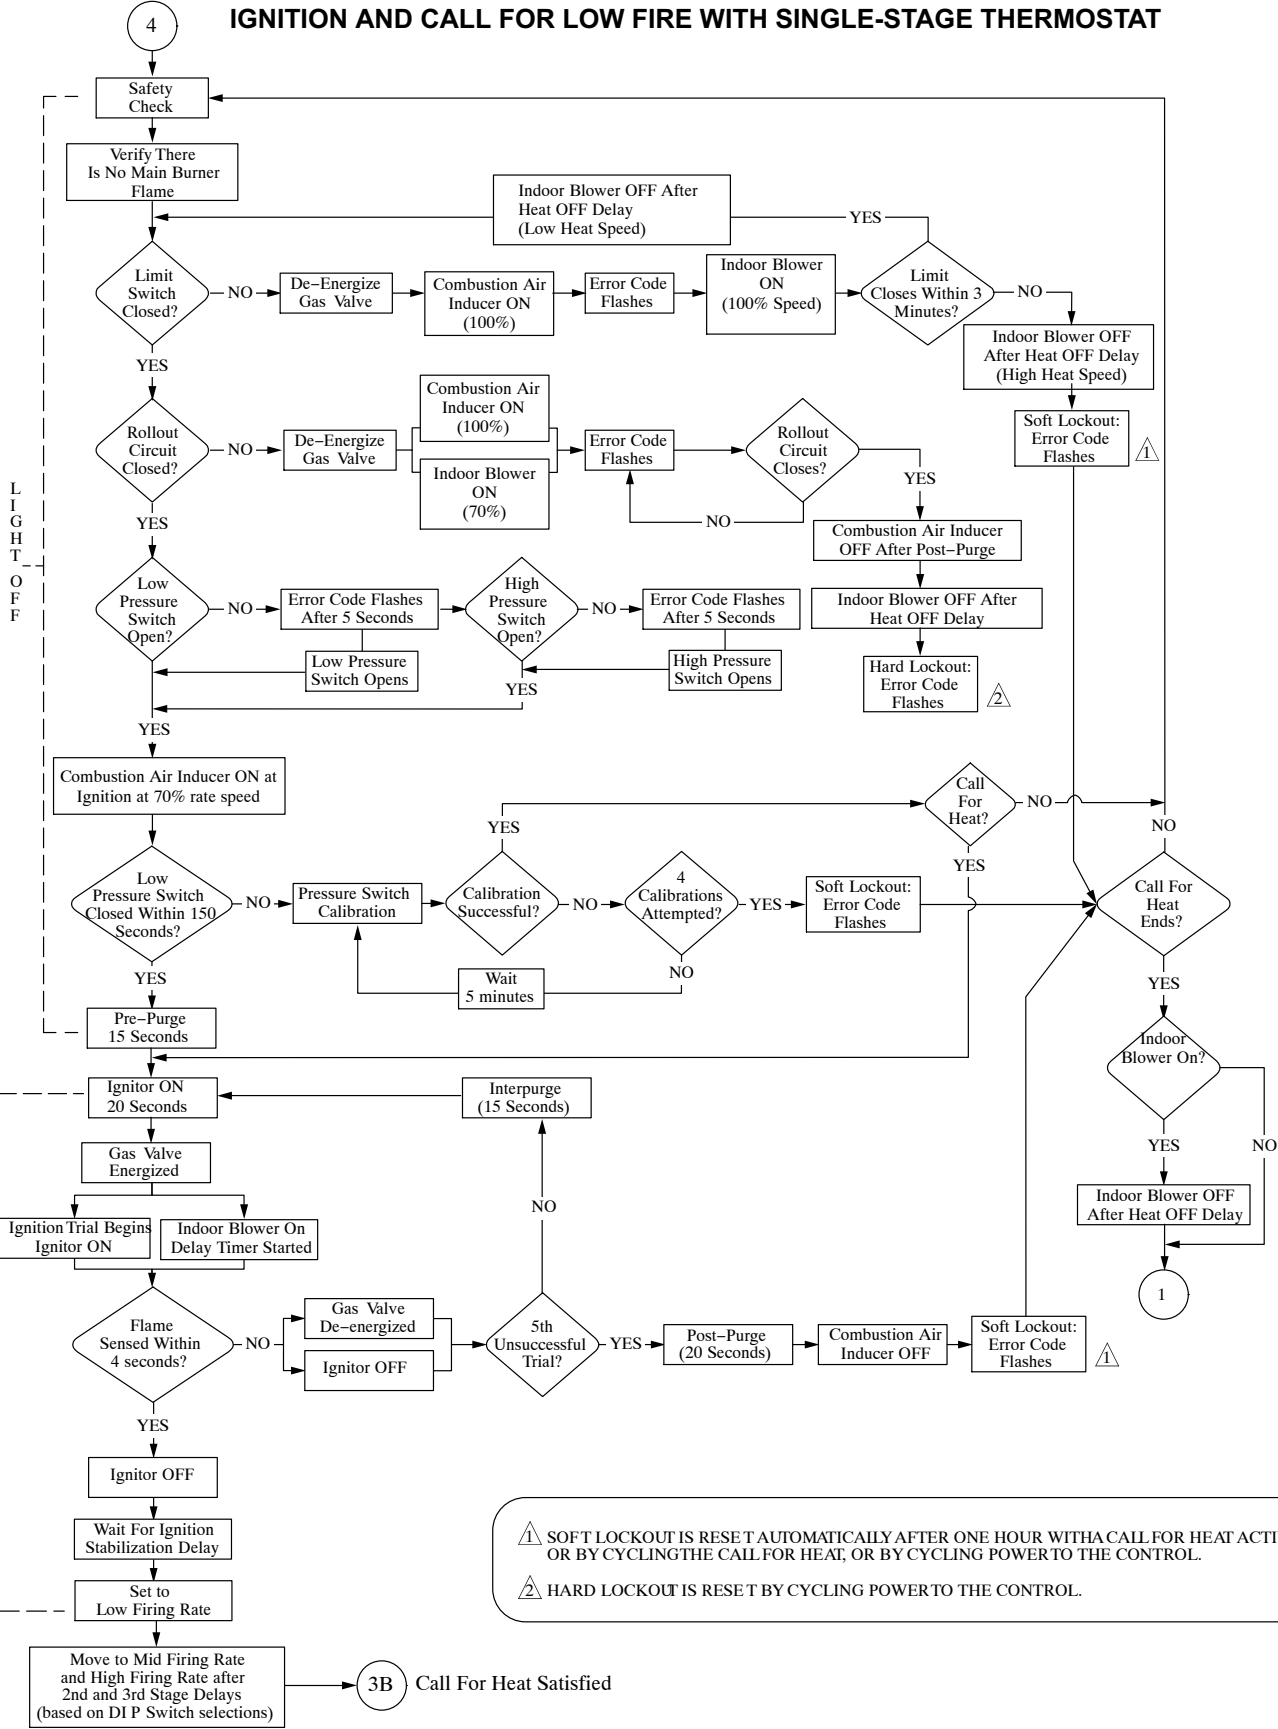 IGNITION AND CALL FOR LOW FIRE WITH SINGLE-STAGE THERMOSTAT
4
Safety
Check
Verify There
Is No Main Burner
Flame
Indoor Blower OFF After
Heat OFF Delay
(Low Heat Speed)
YES
Limit
Switch
Closed?
NO
De-Energize
Gas Valve
Combustion Air
Inducer ON
(100%)
Error Code
Flashes
Indoor Blower
ON
(100% Speed)
Limit
Closes Within 3
Minutes?
NO
Indoor Blower OFF
After Heat OFF Delay
(High Heat Speed)
Soft Lockout:
Error Code
Flashes
1
YES
Rollout
Circuit
Closed?
NO
De-Energize
Gas Valve
Combustion Air
Inducer ON
(100%)
Indoor Blower
ON
(70%)
Error Code
Flashes
Rollout
Circuit
Closes?
NO
YES
Combustion Air Inducer
OFF After Post-Purge
Indoor Blower OFF After
Heat OFF Delay
Hard Lockout:
Error Code
Flashes
2
LIGHT OFF
YES
Low
Pressure
Switch
Open?
NO
Error Code Flashes
After 5 Seconds
Low Pressure
Switch Opens
High
Pressure
Switch
Open?
NO
Error Code Flashes
After 5 Seconds
High Pressure
Switch Opens
YES
YES
Combustion Air Inducer ON at
Ignition at 70% rate speed
Low
Pressure Switch
Closed Within 150
Seconds?
NO
Pressure Switch
Calibration
Calibration
Successful?
YES
NO
4
Calibrations
Attempted?
YES
NO
Wait
5 minutes
Soft Lockout:
Error Code
Flashes
Call
For
Heat?
NO
YES
NO
Call For
Heat
Ends?
YES
Indoor
Blower On?
YES
NO
Indoor Blower OFF
After Heat OFF Delay
1
YES
Pre-Purge
15 Seconds
Ignitor ON
20 Seconds
Interpurge
(15 Seconds)
Gas Valve
Energized
Ignition Trial Begins
Ignitor ON
Indoor Blower On
Delay Timer Started
Flame
Sensed Within
4 seconds?
NO
Gas Valve
De-energized
Ignitor OFF
5th
Unsuccessful
Trial?
NO
YES
Post-Purge
(20 Seconds)
Combustion Air
Inducer OFF
Soft Lockout:
Error Code
Flashes
1
YES
Ignitor OFF
Wait For Ignition
Stabilization Delay
Set to
Low Firing Rate
Move to Mid Firing Rate
and High Firing Rate after
2nd and 3rd Stage Delays
(based on DI P Switch selections)
3B Call For Heat Satisfied
1 SOFT LOCKOUT IS RESET AUTOMATICALLY AFTER ONE HOUR WITH A CALL FOR HEAT ACTI
OR BY CYCLING THE CALL FOR HEAT, OR BY CYCLING POWER TO THE CONTROL.
2 HARD LOCKOUT IS RESET BY CYCLING POWER TO THE CONTROL.